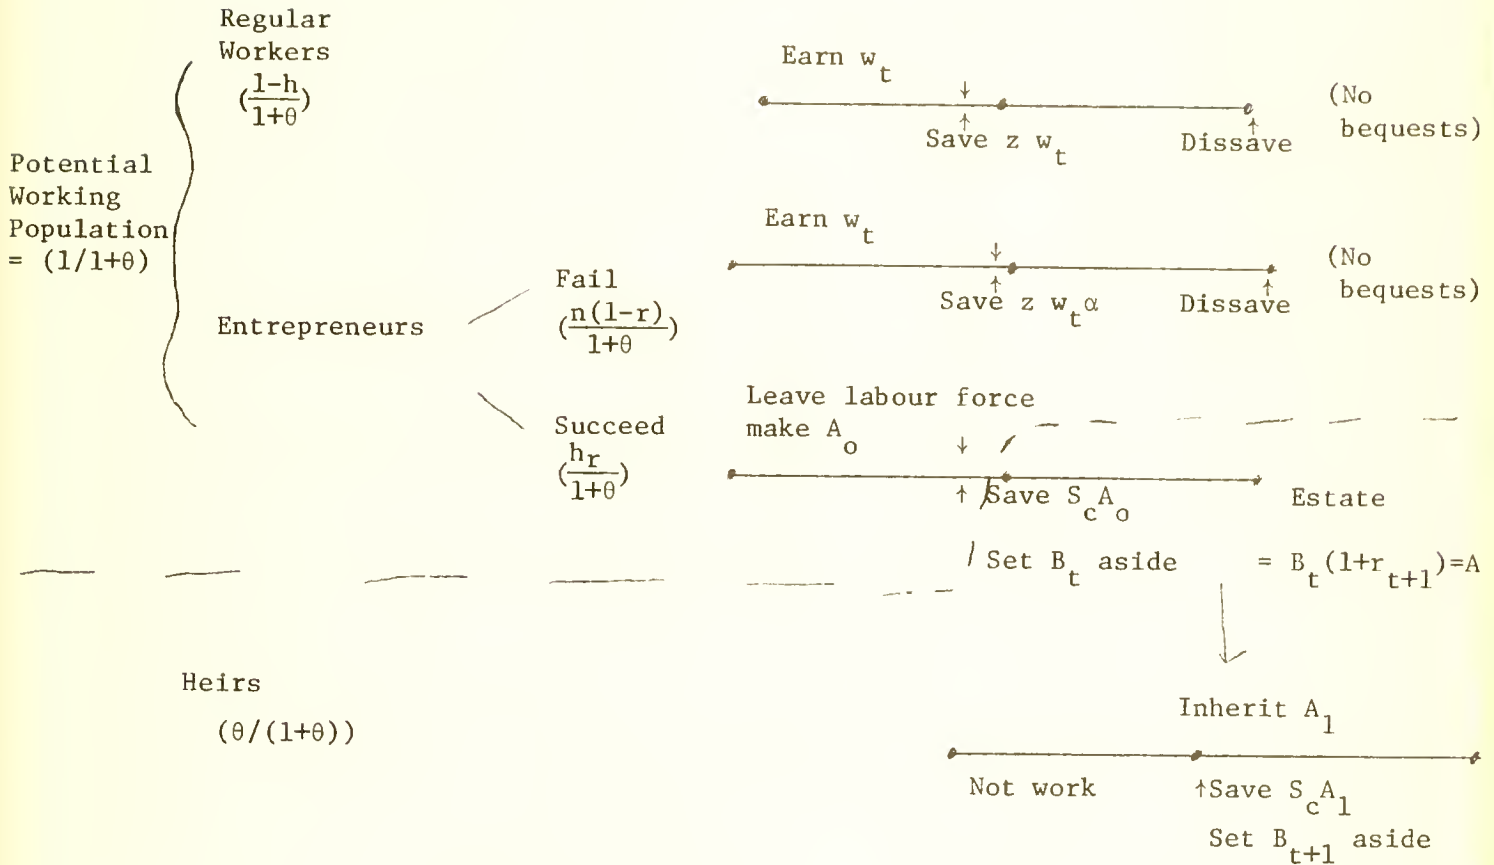 Regular
Workers
(1-h/1+θ)
Potential
Working
Population
= (1/1+θ)
Earn w_t
↓
↑
Save z w_t
↑
Dissave
(No
bequests)
Entrepreneurs
Fail
(n(1-r)/1+θ)
Earn w_t
↓
↑
Save z w_t α
↑
Dissave
(No
bequests)
Succeed
(h_r/1+θ)
Leave labour force
make A_o
↓
↑ Save S_c A_o
Set B_t aside
Estate
= B_t(1+r_{t+1})=A
Heirs
(θ/(1+θ))
Inherit A_1
Not work
↑Save S_c A_1
Set B_{t+1} aside